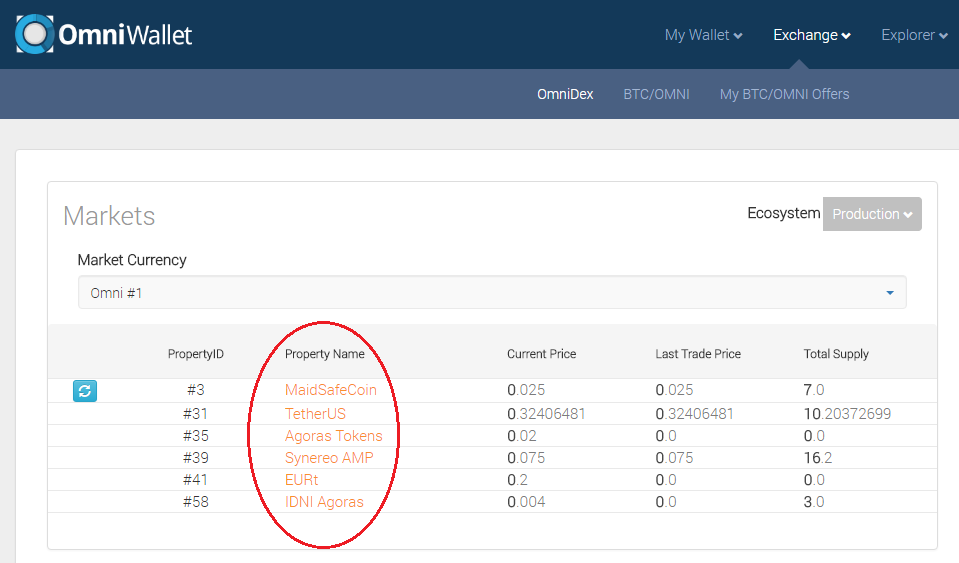 OmniWallet My Wallet Exchange Explorer
OmniDex BTC/OMNI My BTC/OMNI Offers
Markets Ecosystem Production
Market Currency
Omni #1
PropertyID Property Name Current Price Last Trade Price Total Supply
#3 MaidSafeCoin 0.025 0.025 7.0
#31 TetherUS 0.32406481 0.32406481 10.20372699
#35 Agoras Tokens 0.02 0.0 0.0
#39 Synereo AMP 0.075 0.075 16.2
#41 EURt 0.2 0.0 0.0
#58 IDNI Agoras 0.004 0.0 3.0